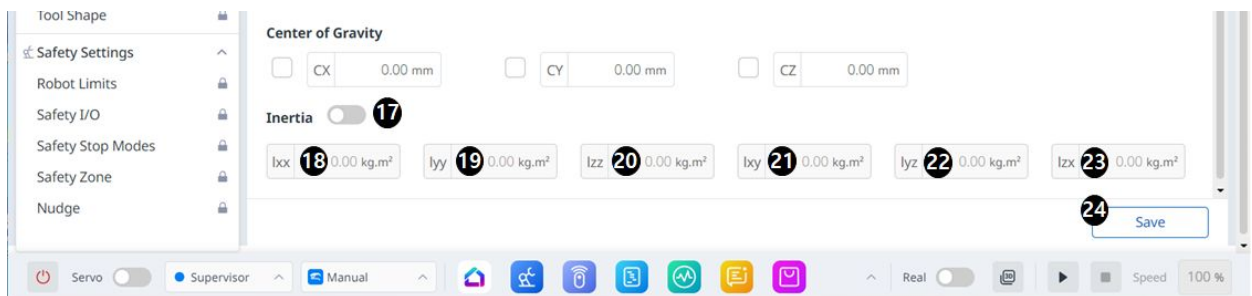 Tool Shape
Safety Settings
Robot Limits
Safety I/O
Safety Stop Modes
Safety Zone
Nudge
Center of Gravity
CX 0.00 mm CY 0.00 mm CZ 0.00 mm
Inertia 17
Ixx 18 0.00 kg.m² Iyy 19 0.00 kg.m² Izz 20 0.00 kg.m² Ixy 21 0.00 kg.m² Iyz 22 0.00 kg.m² Izx 23 0.00 kg.m²
24 Save
Servo Supervisor Manual Real 3D Speed 100 %